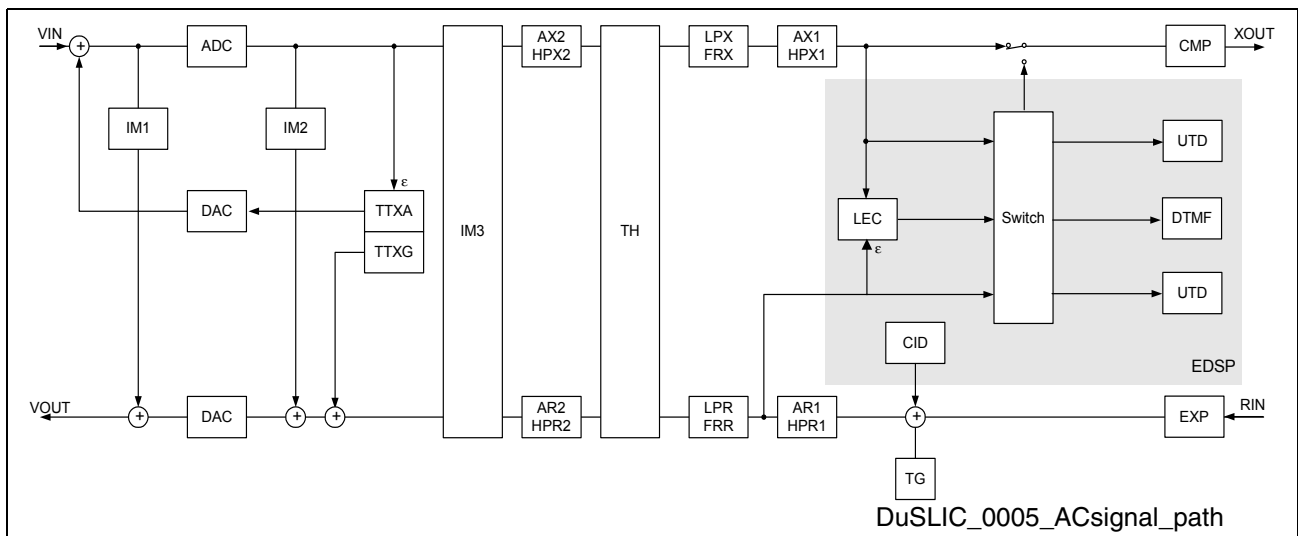 VIN
+
ADC
AX2
HPX2
LPX
FRX
AX1
HPX1
CMP
XOUT
IM1
IM2
IM3
TH
UTD
ε
DAC
TTXA
TTXG
LEC
ε
Switch
DTMF
UTD
CID
EDSP
VOUT
+
DAC
+
+
AR2
HPR2
LPR
FRR
AR1
HPR1
+
EXP
RIN
TG
DuSLIC_0005_ACsignal_path